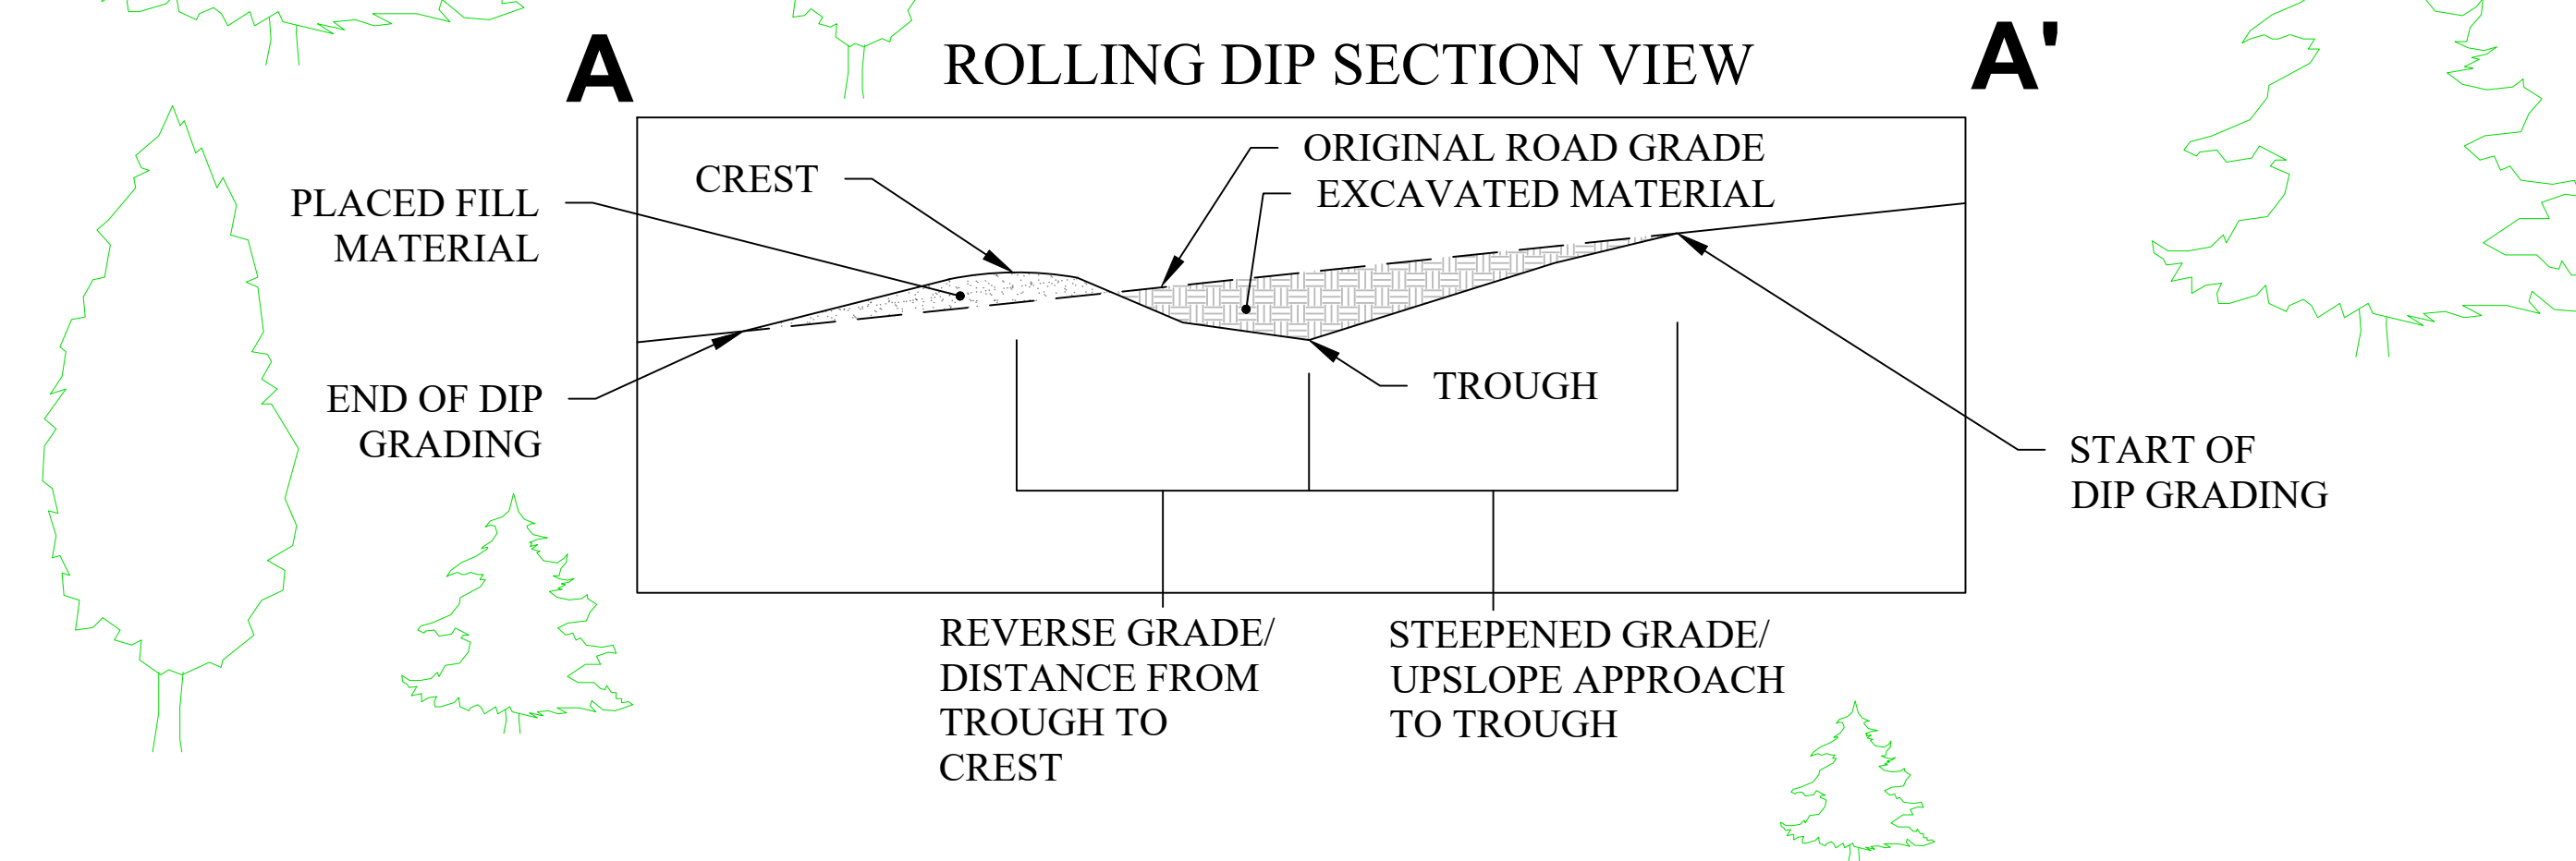 A
ROLLING DIP SECTION VIEW
A'
PLACED FILL
MATERIAL
CREST
ORIGINAL ROAD GRADE
EXCAVATED MATERIAL
END OF DIP
GRADING
TROUGH
START OF
DIP GRADING
REVERSE GRADE/
DISTANCE FROM
TROUGH TO
CREST
STEEPENED GRADE/
UPSLOPE APPROACH
TO TROUGH